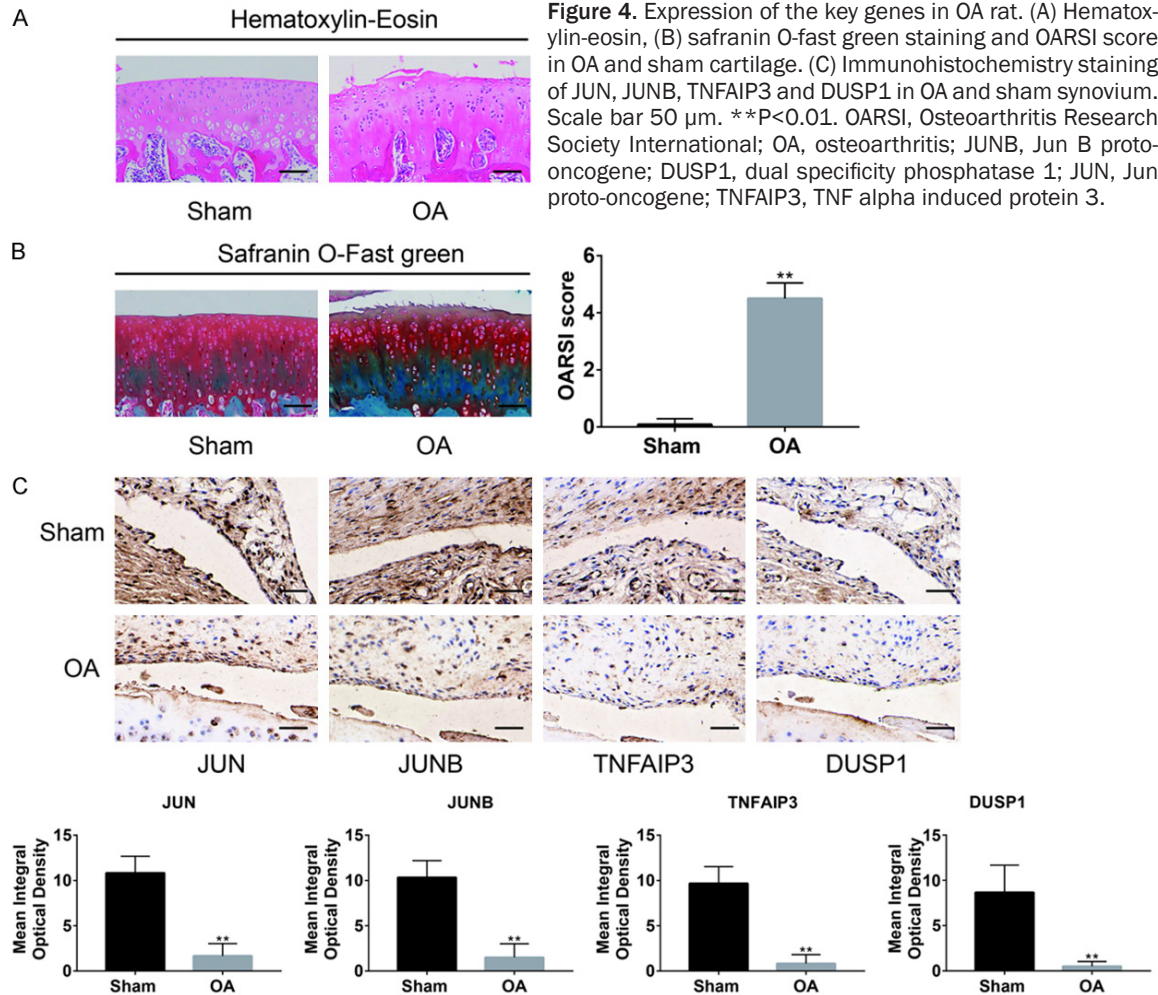 A
Hematoxylin-Eosin
Sham
OA
Figure 4. Expression of the key genes in OA rat. (A) Hematox-
ylin-eosin, (B) safranin O-fast green staining and OARSI score
in OA and sham cartilage. (C) Immunohistochemistry staining
of JUN, JUNB, TNFAIP3 and DUSP1 in OA and sham synovium.
Scale bar 50 μm. **P<0.01. OARSI, Osteoarthritis Research
Society International; OA, osteoarthritis; JUNB, Jun B proto-
oncogene; DUSP1, dual specificity phosphatase 1; JUN, Jun
proto-oncogene; TNFAIP3, TNF alpha induced protein 3.
B
Safranin O-Fast green
Sham
OA
OARSI score
6
4
2
0
**
Sham
OA
C
Sham
OA
JUN
JUNB
TNFAIP3
DUSP1
JUN
Mean Integral
Optical Density
15
10
5
0
**
Sham
OA
JUNB
Mean Integral
Optical Density
15
10
5
0
**
Sham
OA
TNFAIP3
Mean Integral
Optical Density
15
10
5
0
**
Sham
OA
DUSP1
Mean Integral
Optical Density
15
10
5
0
**
Sham
OA